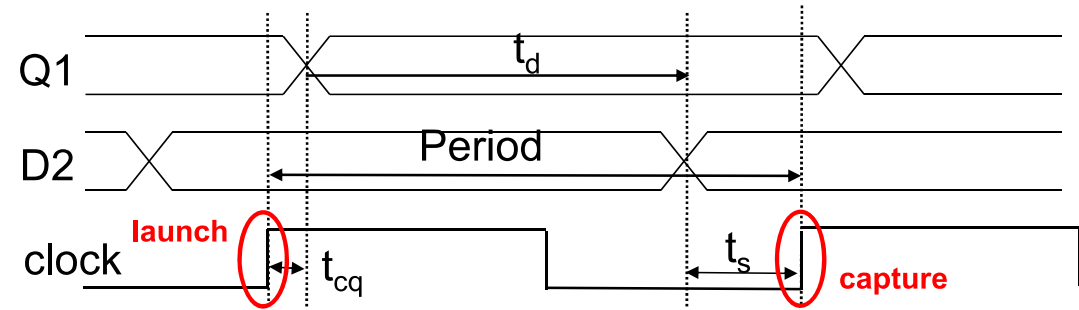 Q1
t_d
D2
Period
launch
clock
t_cq
t_s
capture